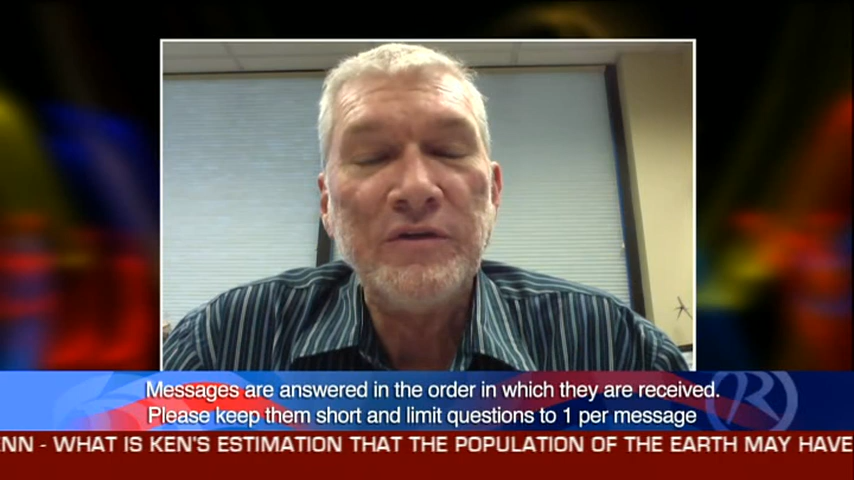 Messages are answered in the order in which they are received.
Please keep them short and limit questions to 1 per message
R
ENN - WHAT IS KEN'S ESTIMATION THAT THE POPULATION OF THE EARTH MAY HAVE